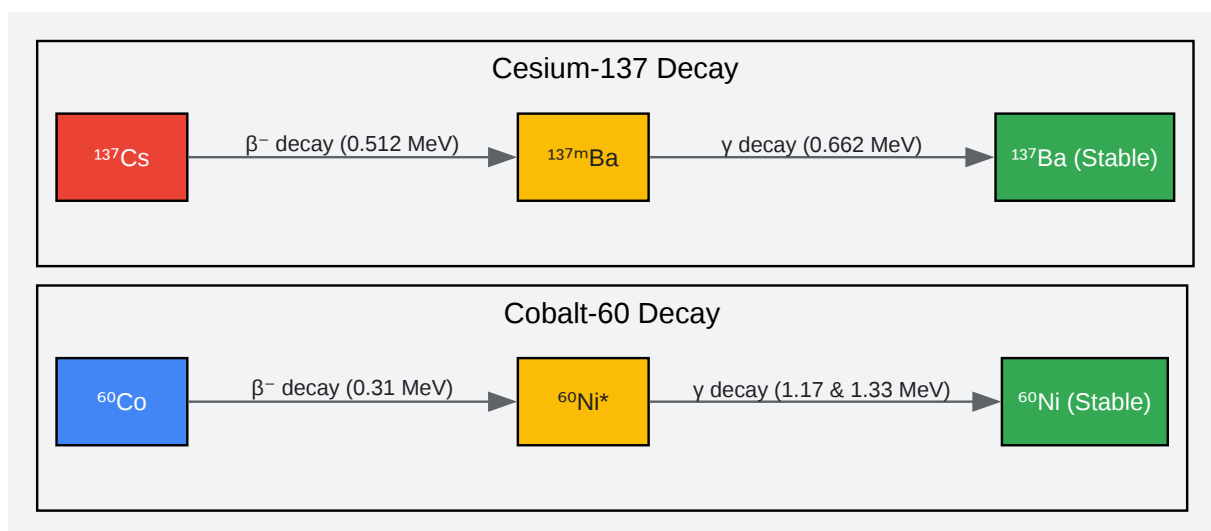 Cesium-137 Decay
¹³⁷Cs
β⁻ decay (0.512 MeV)
¹³⁷ᵐBa
γ decay (0.662 MeV)
¹³⁷Ba (Stable)
Cobalt-60 Decay
⁶⁰Co
β⁻ decay (0.31 MeV)
⁶⁰Ni*
γ decay (1.17 & 1.33 MeV)
⁶⁰Ni (Stable)